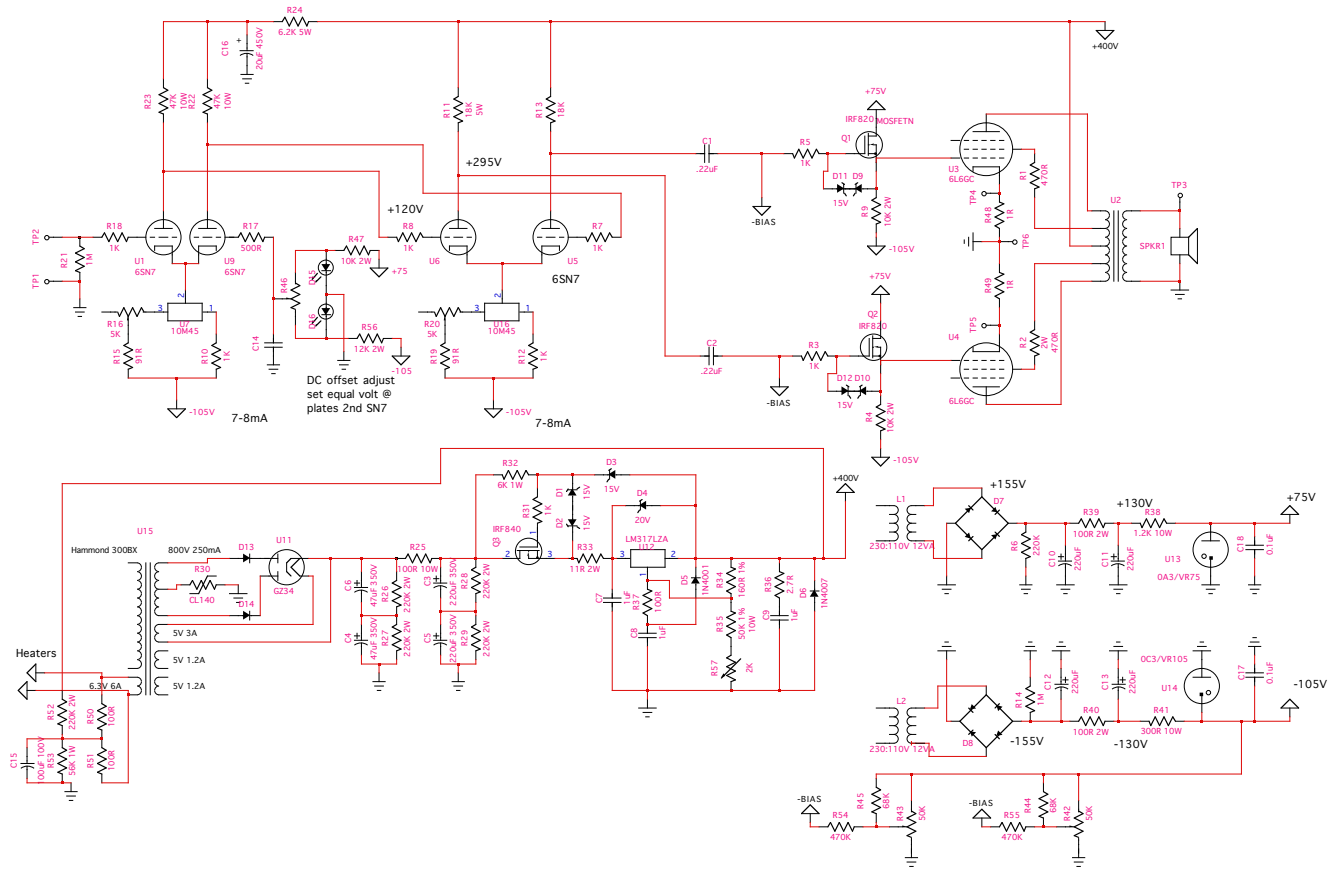 R24
6.2K 5W
C16
+
20uF 450V
+400V
R23
47K
10W
R22
47K
10W
R11
18K
5W
R13
18K
+75V
IRF820
MOSFETN
Q1
C1
.22uF
R5
1K
U3
6L6GC
R1
470R
+295V
D11 D9
15V
TP4
TP3
U2
-BIAS
R9
10K 2W
R48
1R
+120V
TP2
R18
1K
R17
500R
R8
1K
R7
1K
R21
1M
U1
6SN7
U9
6SN7
R47
10K 2W
U6
U5
TP6
SPKR1
-105V
TP1
D15
+75
6SN7
+75V
R46
R49
1R
2
2
3
1
3
1
R16
5K
U7
10M45
D16
R20
5K
U16
10M45
Q2
IRF820
TP5
R56
12K 2W
U4
R2
2W
470R
R15
91R
R10
1K
C14
R19
91R
R12
1K
C2
.22uF
R3
1K
-105
DC offset adjust
set equal volt @
plates 2nd SN7
D12 D10
15V
-BIAS
6L6GC
-105V
-105V
R4
10K 2W
7-8mA
7-8mA
-105V
R32
6K 1W
D3
15V
+400V
+155V
+75V
D1
15V
D4
20V
L1
D7
+130V
R31
1K
R39
100R 2W
R38
1.2K 10W
U15
IRF840
Q3
D2
15V
1
LM317LZA
U12
U13
Hammond 300BX
800V 250mA
D13
U11
R25
100R 10W
2
3
R33
11R 2W
3
2
1
230:110V 12VA
R6
220K
C10
220uF
C11
220uF
C18
0.1uF
0A3/VR75
R30
CL140
GZ34
C6
47uF 350V
R26
220K 2W
C3
220uF 350V
R28
220K 2W
D5
1N4001
R34
160R 1%
R36
2.7R
D6
1N4007
C7
1uF
R37
100R
D14
C9
1uF
5V 3A
C4
47uF 350V
R27
220K 2W
C5
220uF 350V
R29
220K 2W
C8
1uF
R35
50K 1%
10W
Heaters
5V 1.2A
R57
2K
0C3/VR105
6.3V 6A
5V 1.2A
C12
220uF
C13
220uF
U14
C17
0.1uF
-105V
R52
220K 2W
R50
100R
L2
R14
1M
R40
100R 2W
R41
300R 10W
230:110V 12VA
D8
-155V
-130V
C15
100uF 100V
R53
56K 1W
R51
100R
-BIAS
R45
68K
R43
50K
-BIAS
R44
68K
R42
50K
R54
470K
R55
470K